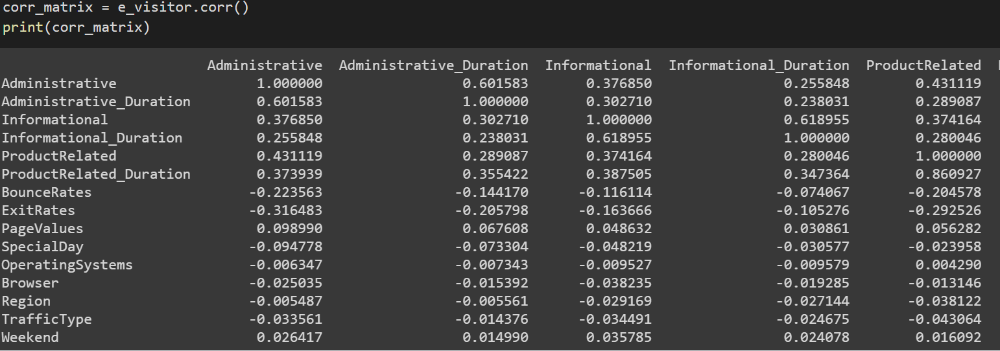 corr_matrix = e_visitor.corr()
print(corr_matrix)
Administrative Administrative_Duration Informational Informational_Duration ProductRelated
Administrative 1.000000 0.601583 0.376850 0.255848 0.431119
Administrative_Duration 0.601583 1.000000 0.302710 0.238031 0.289087
Informational 0.376850 0.302710 1.000000 0.618955 0.374164
Informational_Duration 0.255848 0.238031 0.618955 1.000000 0.280046
ProductRelated 0.431119 0.289087 0.374164 0.280046 1.000000
ProductRelated_Duration 0.373939 0.355422 0.387505 0.347364 0.860927
BounceRates -0.223563 -0.144170 -0.116114 -0.074067 -0.204578
ExitRates -0.316483 -0.205798 -0.163666 -0.105276 -0.292526
PageValues 0.098990 0.067608 0.048632 0.030861 0.056282
SpecialDay -0.094778 -0.073304 -0.048219 -0.030577 -0.023958
OperatingSystems -0.006347 -0.007343 -0.009527 -0.009579 0.004290
Browser -0.025035 -0.015392 -0.038235 -0.019285 -0.013146
Region -0.005487 -0.005561 -0.029169 -0.027144 -0.038122
TrafficType -0.033561 -0.014376 -0.034491 -0.024675 -0.043064
Weekend 0.026417 0.014990 0.035785 0.024078 0.016092